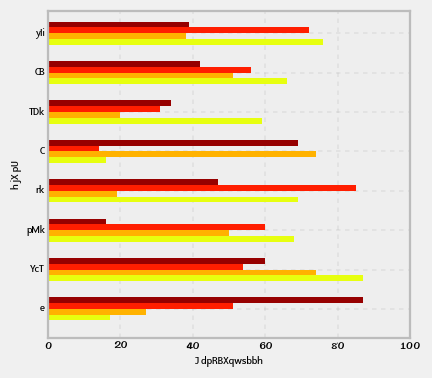 yli
CB
TDk
C
rk
pMk
YcT
e
h jX pU
0 20 40 60 80 100
J dpRBXqwsbbh